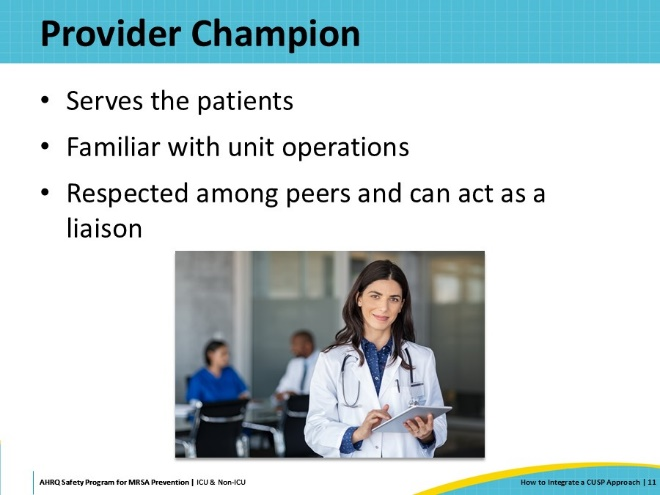 Provider Champion
• Serves the patients
• Familiar with unit operations
• Respected among peers and can act as a
liaison
AHRQ Safety Program for MRSA Prevention | ICU & Non-ICU
How to Integrate a CUSP Approach | 11